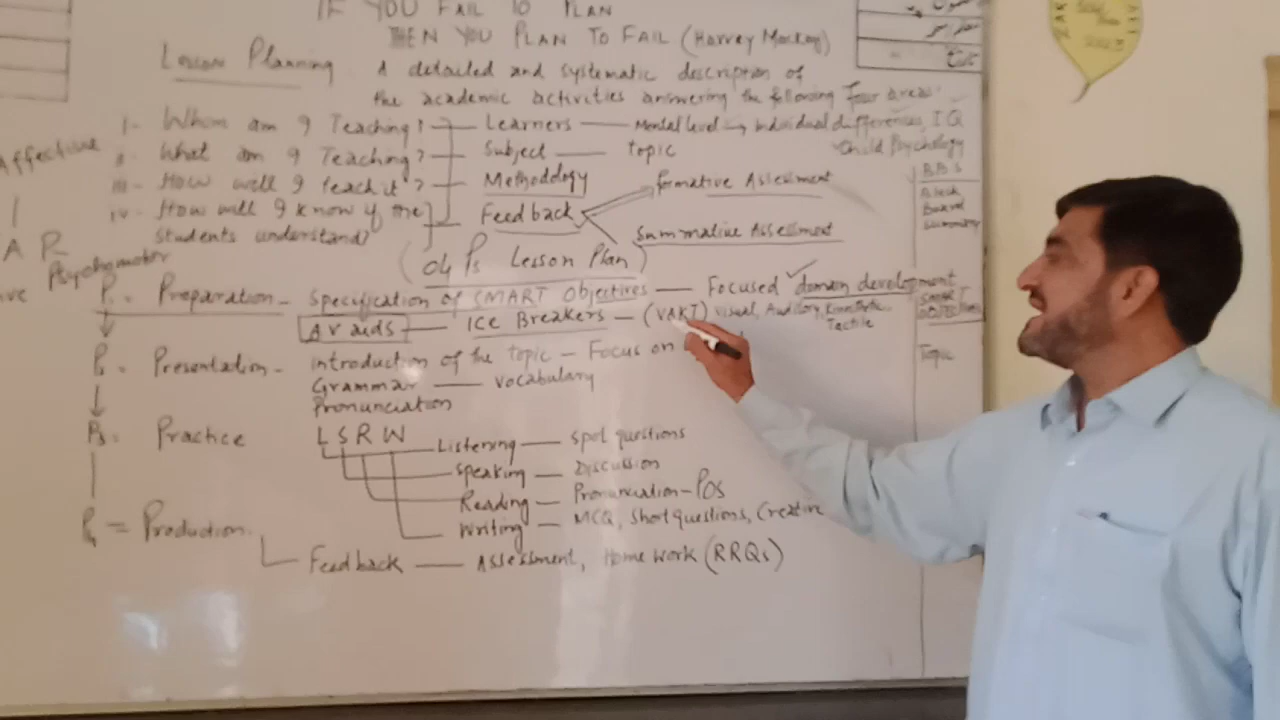 IF YOU FAIL TO PLAN
THEN YOU PLAN TO FAIL (Harvey Mockay)
Lesson Planning. A detailed and systematic description of
the academic activities answering the following four areas.
i- Whom am I Teaching? Learners — Mental level → individual differences, IQ
Child Psychology
ii- What am I Teaching? Subject — topic
iii- How will I teach it? Methodology
formative Assessment
iv- How will I know if the Feedback
students understand?
Summative Assessment
(04 Ps Lesson Plan)
Affective
Psychomotor
P1. Preparation - Specification of SMART Objectives — Focused domain development
AV aids — ICe Breakers — (VAKT) visual, Auditory, Kinesthetic,
Tactile
P. Presentation - introduction of the topic - Focus on
Grammar — vocabulary
Pronunciation
P3. Practice LSRW
Listening — Spot questions
Speaking — Discussion
Reading — Pronunciation - POS
Writing — MCQ, Short questions, Creative
P4 = Production.
Feedback — Assessment, Home work (RRQs)
B.B.S
Black
Board
Summary
Topic